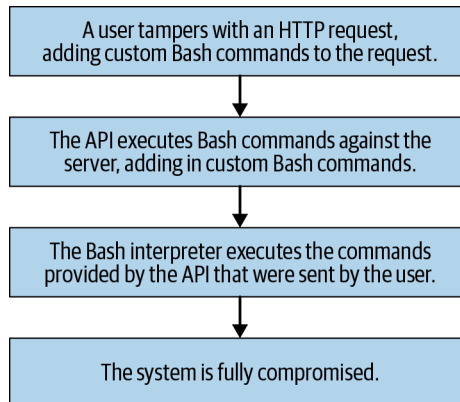 A user tampers with an HTTP request,
adding custom Bash commands to the request.
The API executes Bash commands against the
server, adding in custom Bash commands.
The Bash interpreter executes the commands
provided by the API that were sent by the user.
The system is fully compromised.